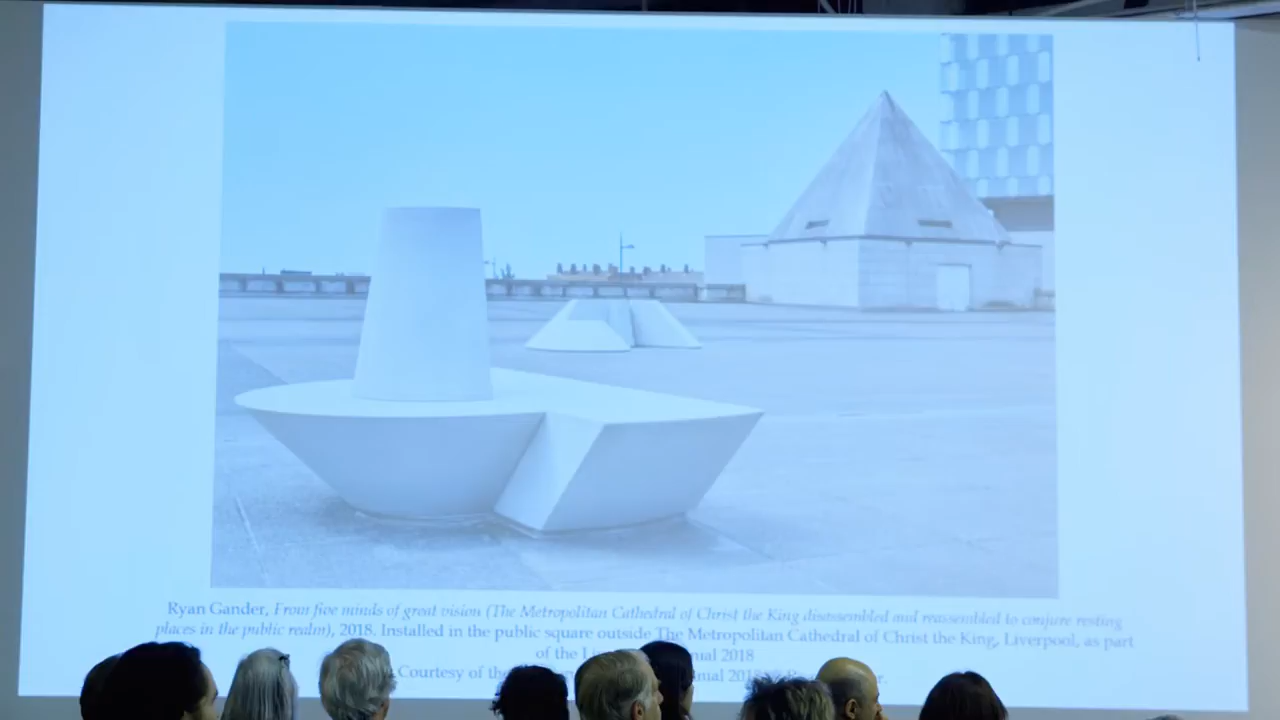 Ryan Gander, From five minds of great vision (The Metropolitan Cathedral of Christ the King disassembled and reassembled to conjure resting
places in the public realm), 2018. Installed in the public square outside The Metropolitan Cathedral of Christ the King, Liverpool, as part
of the 2018
Courtesy of the